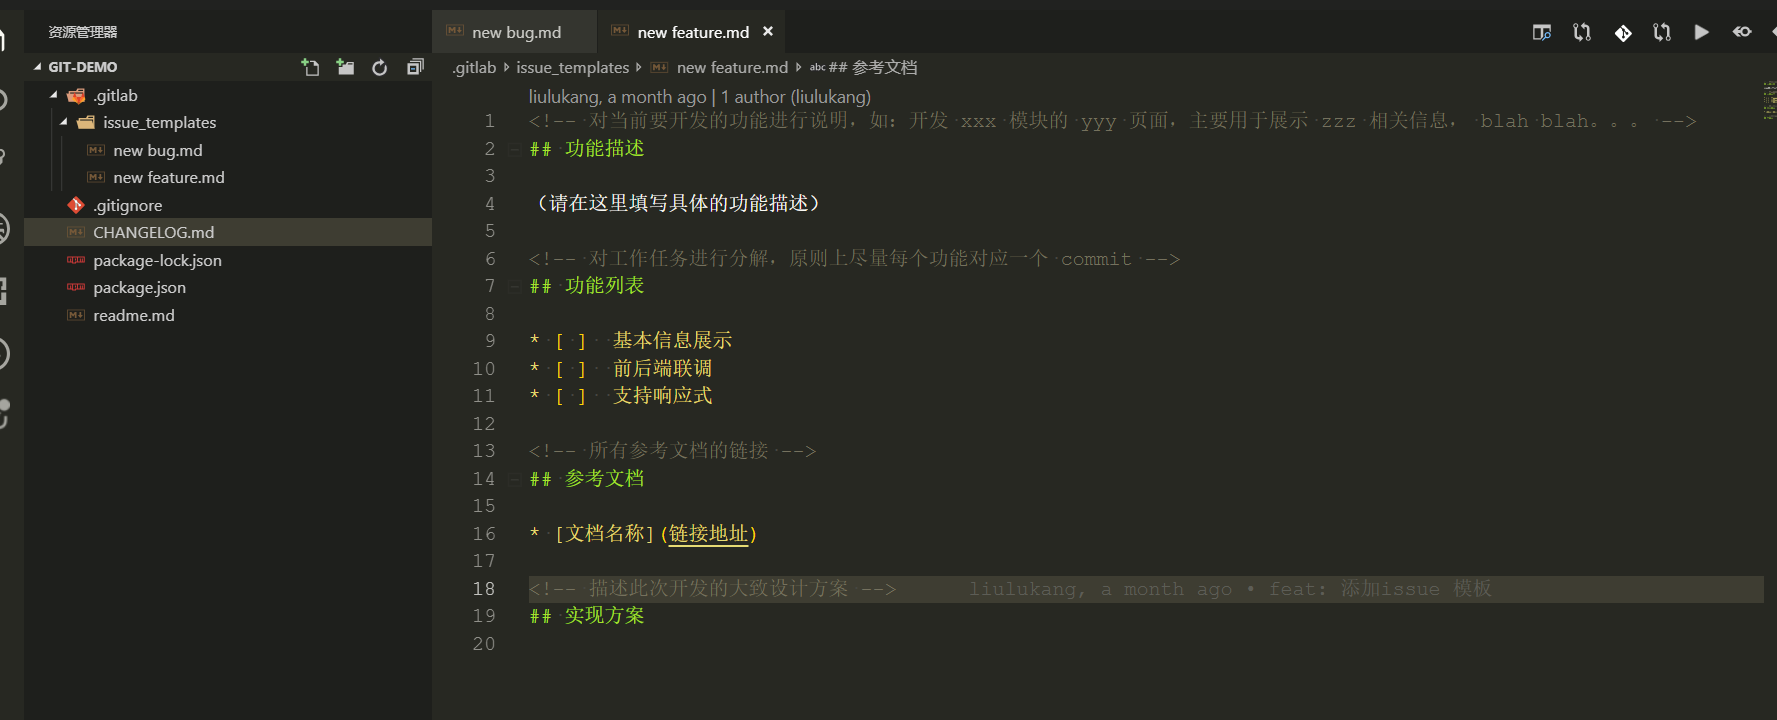 资源管理器
GIT-DEMO
.gitlab
issue_templates
new bug.md
new feature.md
.gitignore
CHANGELOG.md
package-lock.json
package.json
readme.md
new bug.md
new feature.md
.gitlab issue_templates new feature.md abc ## 参考文档
liulukang, a month ago | 1 author (liulukang)
1 <!-- 对当前要开发的功能进行说明，如：开发 xxx 模块的 yyy 页面，主要用于展示 zzz 相关信息， blah blah。。。 -->
2 ## 功能描述
3
4 （请在这里填写具体的功能描述）
5
6 <!-- 对工作任务进行分解，原则上尽量每个功能对应一个 commit -->
7 ## 功能列表
8
9 * [ ]  基本信息展示
10 * [ ]  前后端联调
11 * [ ]  支持响应式
12
13 <!-- 所有参考文档的链接 -->
14 ## 参考文档
15
16 * [文档名称](链接地址)
17
18 <!-- 描述此次开发的大致设计方案 --> liulukang, a month ago • feat: 添加issue 模板
19 ## 实现方案
20